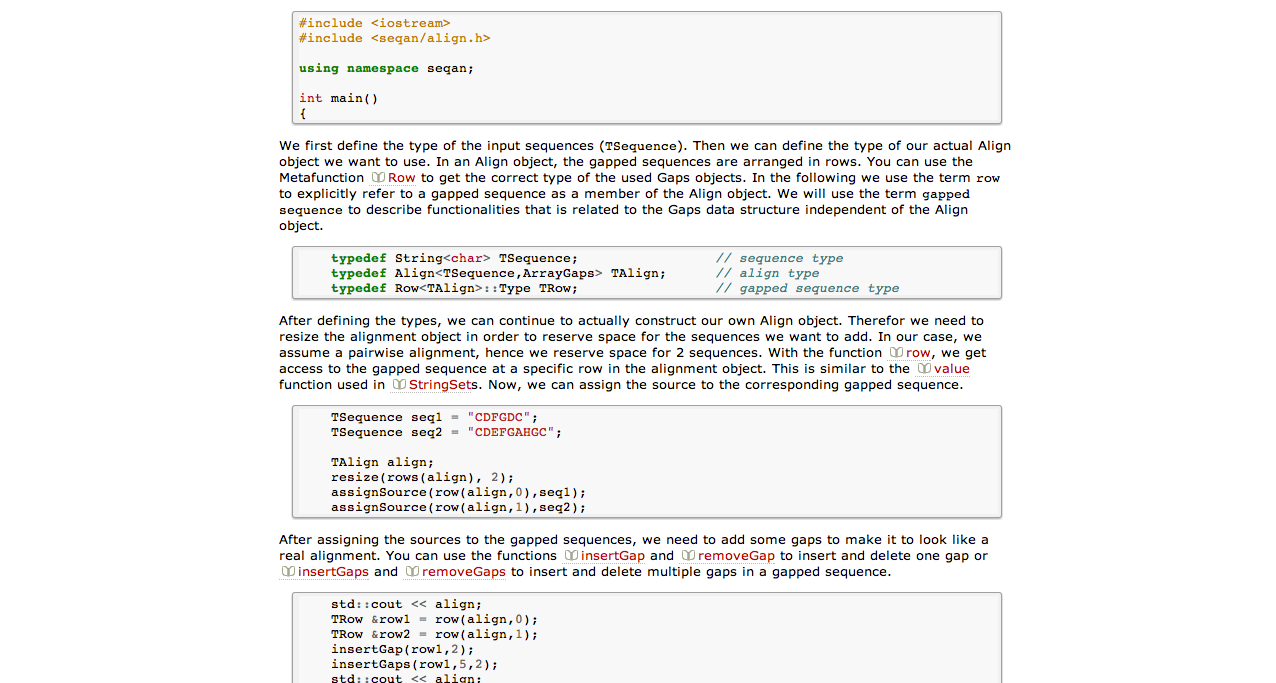 #include <iostream>
#include <seqan/align.h>
using namespace seqan;
int main()
{
We first define the type of the input sequences (TSequence). Then we can define the type of our actual Align
object we want to use. In an Align object, the gapped sequences are arranged in rows. You can use the
Metafunction Row to get the correct type of the used Gaps objects. In the following we use the term row
to explicitly refer to a gapped sequence as a member of the Align object. We will use the term gapped
sequence to describe functionalities that is related to the Gaps data structure independent of the Align
object.
typedef String<char> TSequence; // sequence type
typedef Align<TSequence,ArrayGaps> TAlign; // align type
typedef Row<TAlign>::Type TRow; // gapped sequence type
After defining the types, we can continue to actually construct our own Align object. Therefor we need to
resize the alignment object in order to reserve space for the sequences we want to add. In our case, we
assume a pairwise alignment, hence we reserve space for 2 sequences. With the function row, we get
access to the gapped sequence at a specific row in the alignment object. This is similar to the value
function used in StringSets. Now, we can assign the source to the corresponding gapped sequence.
TSequence seq1 = "CDFGDC";
TSequence seq2 = "CDEFGAHGC";
TAlign align;
resize(rows(align), 2);
assignSource(row(align,0),seq1);
assignSource(row(align,1),seq2);
After assigning the sources to the gapped sequences, we need to add some gaps to make it to look like a
real alignment. You can use the functions insertGap and removeGap to insert and delete one gap or
insertGaps and removeGaps to insert and delete multiple gaps in a gapped sequence.
std::cout << align;
TRow &row1 = row(align,0);
TRow &row2 = row(align,1);
insertGap(row1,2);
insertGaps(row1,5,2);
std::cout << align;